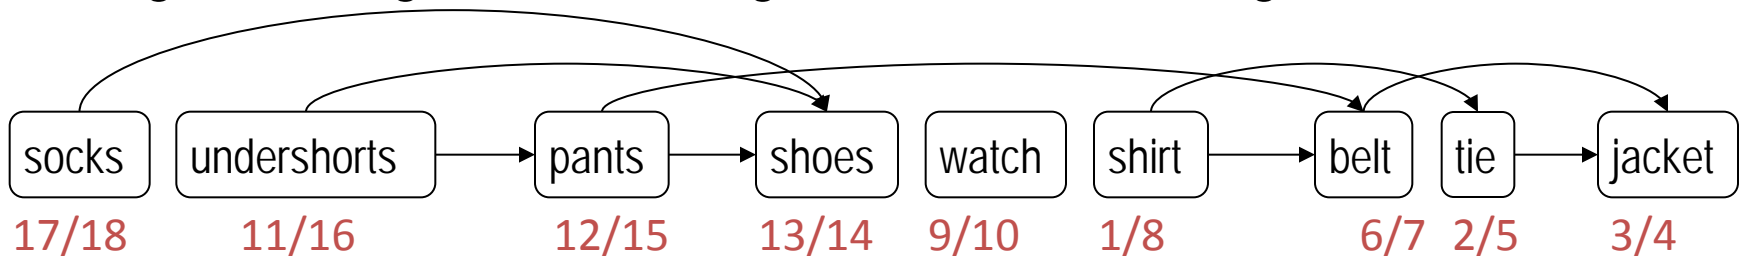 socks undershorts pants shoes watch shirt belt tie jacket
17/18 11/16 12/15 13/14 9/10 1/8 6/7 2/5 3/4